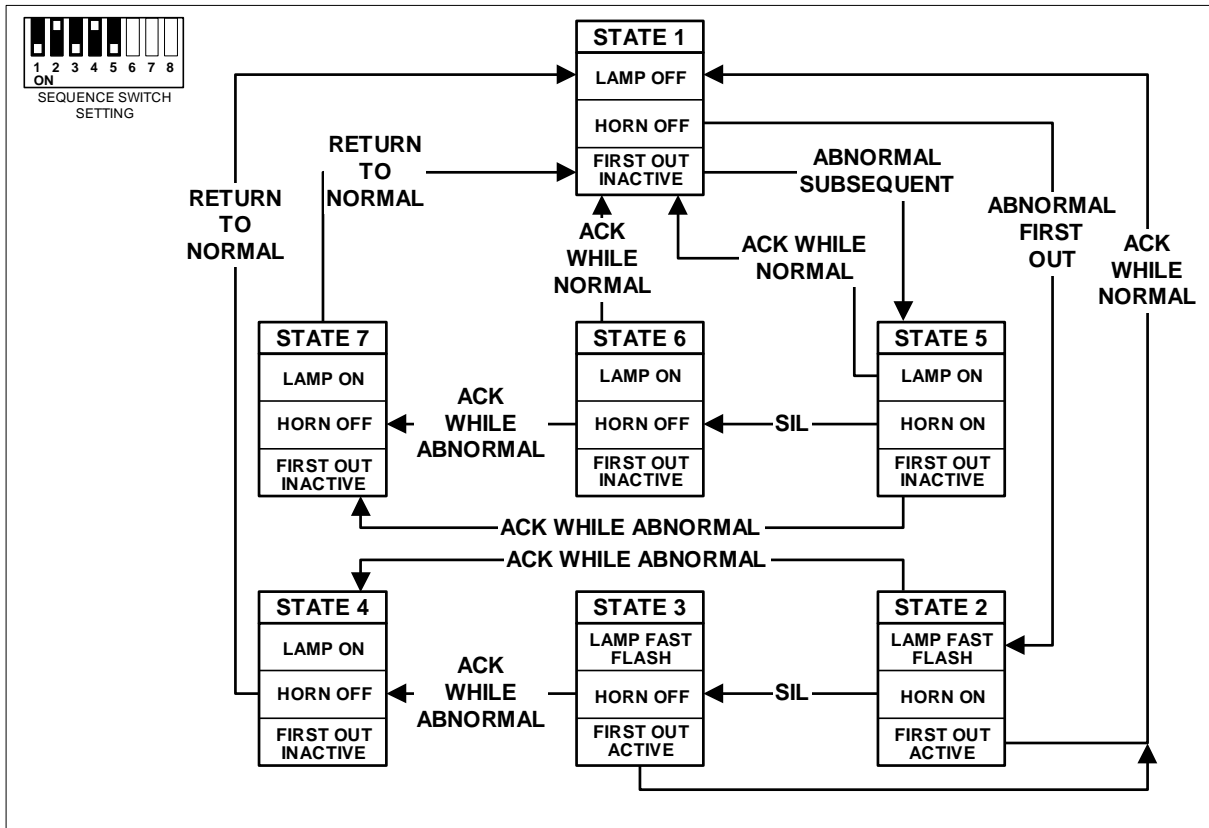 1 2 3 4 5 6 7 8
ON
SEQUENCE SWITCH
SETTING
STATE 1
LAMP OFF
HORN OFF
FIRST OUT
INACTIVE
RETURN
TO
NORMAL
RETURN
TO
NORMAL
ABNORMAL
SUBSEQUENT
ABNORMAL
FIRST
OUT
ACK
WHILE
NORMAL
ACK
WHILE
NORMAL
ACK WHILE
NORMAL
STATE 7
LAMP ON
HORN OFF
FIRST OUT
INACTIVE
ACK
WHILE
ABNORMAL
STATE 6
LAMP ON
HORN OFF
FIRST OUT
INACTIVE
SIL
STATE 5
LAMP ON
HORN ON
FIRST OUT
INACTIVE
ACK WHILE ABNORMAL
ACK WHILE ABNORMAL
STATE 4
LAMP ON
HORN OFF
FIRST OUT
INACTIVE
ACK
WHILE
ABNORMAL
STATE 3
LAMP FAST
FLASH
HORN OFF
FIRST OUT
ACTIVE
SIL
STATE 2
LAMP FAST
FLASH
HORN ON
FIRST OUT
ACTIVE